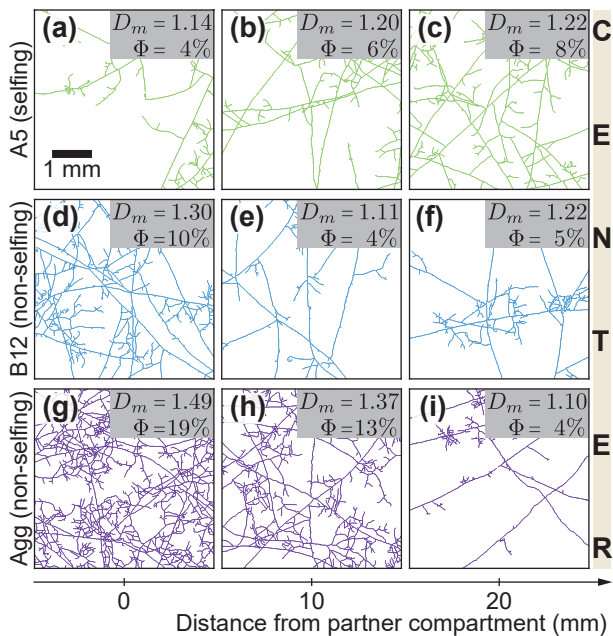 (a) D_m = 1.14
Φ = 4%
(b) D_m = 1.20
Φ = 6%
(c) D_m = 1.22
Φ = 8%
A5 (selfing)
1 mm
(d) D_m = 1.30
Φ = 10%
(e) D_m = 1.11
Φ = 4%
(f) D_m = 1.22
Φ = 5%
B12 (non-selfing)
(g) D_m = 1.49
Φ = 19%
(h) D_m = 1.37
Φ = 13%
(i) D_m = 1.10
Φ = 4%
Agg (non-selfing)
C
E
N
T
E
R
0 10 20
Distance from partner compartment (mm)